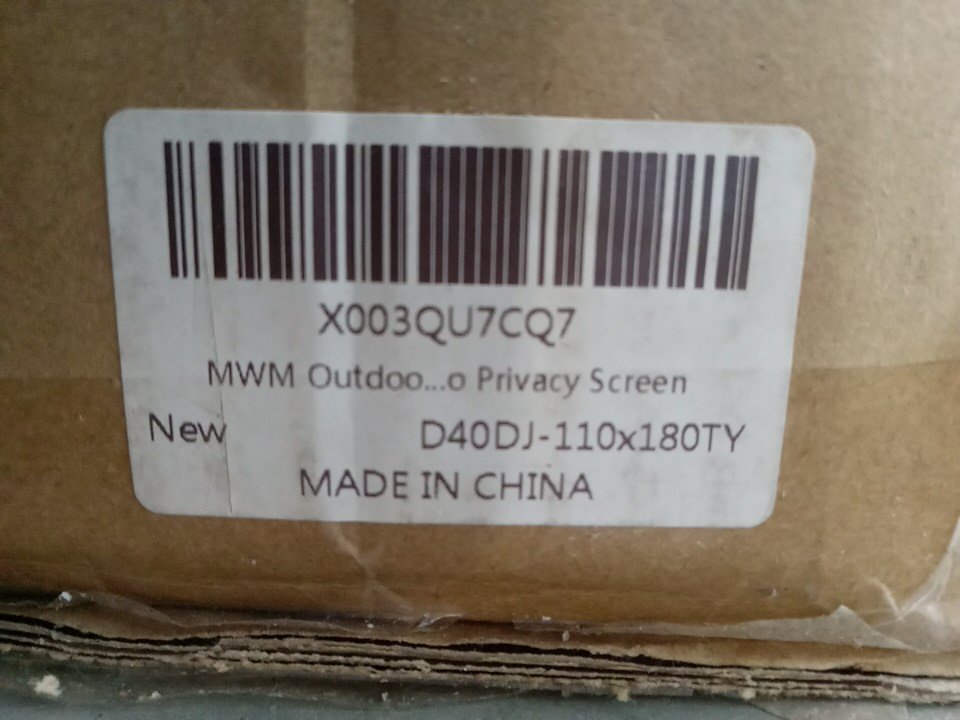 X003QU7CQ7
MWM Outdoo...o Privacy Screen
New D40DJ-110x180TY
MADE IN CHINA